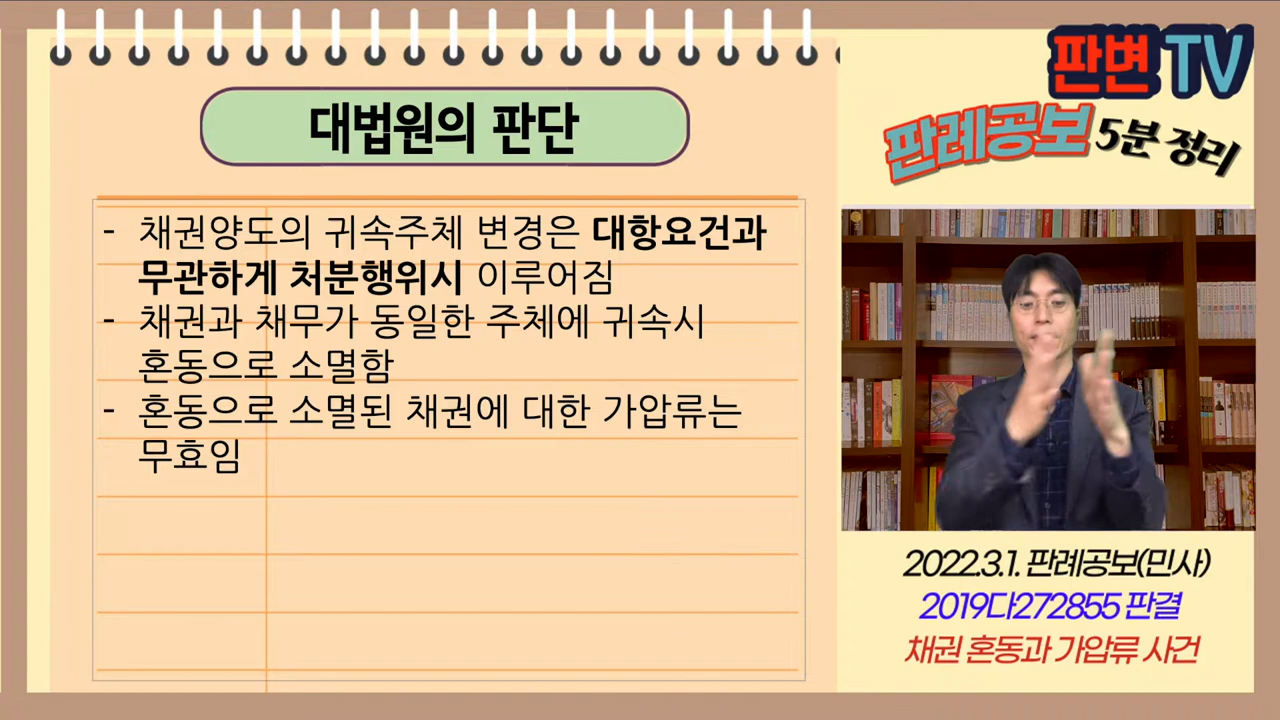 판변 TV
판례공보 5분 정리
대법원의 판단
- 채권양도의 귀속주체 변경은 대항요건과
무관하게 처분행위시 이루어짐
- 채권과 채무가 동일한 주체에 귀속시
혼동으로 소멸함
- 혼동으로 소멸된 채권에 대한 가압류는
무효임
2022.3.1. 판례공보(민사)
2019다272855 판결
채권 혼동과 가압류 사건